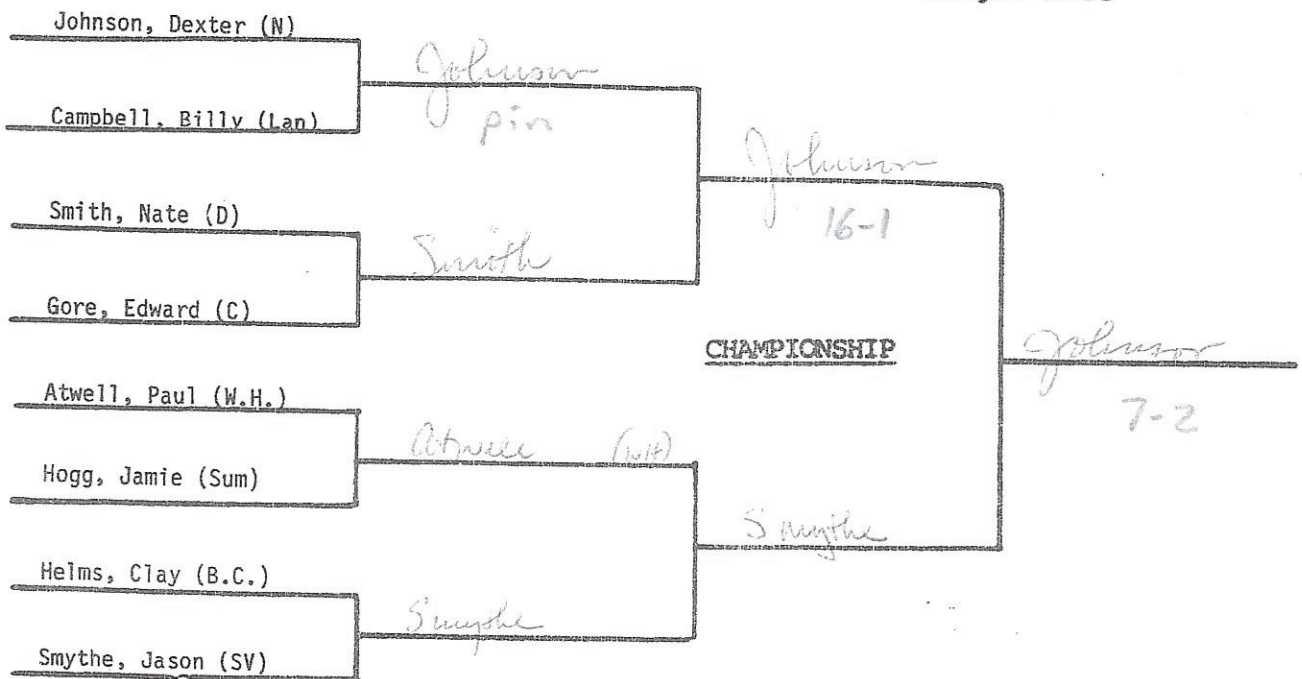 Johnson, Dexter (N)
Campbell, Billy (Lan)
Smith, Nate (D)
Gore, Edward (C)
Atwell, Paul (W.H.)
Hogg, Jamie (Sum)
Helms, Clay (B.C.)
Smythe, Jason (SV)
Johnson
pin
Smith
Atwell (WH)
Smythe
Johnson
16-1
CHAMPIONSHIP
Smythe
Johnson
7-2